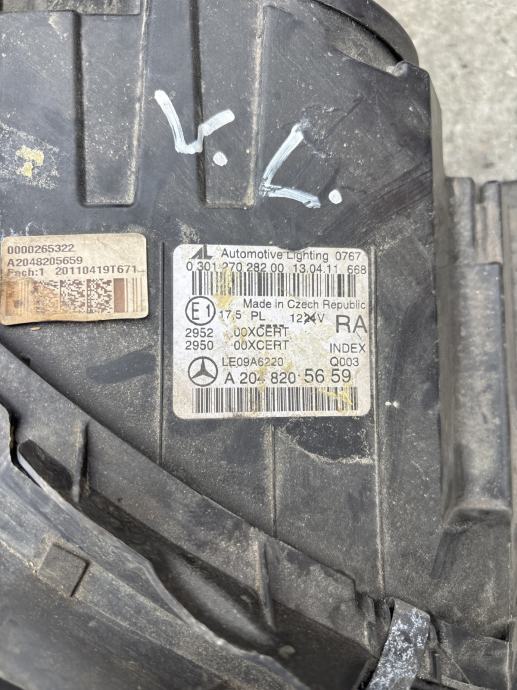 V. L.
0000265322
A2048205659
Fach:1 20110419T671
AL Automotive Lighting 0767
0 301 270 282 00 13.04.11 668
E1
Made in Czech Republic
17,5 PL 12V
RA
2952 00XCERT
2950 00XCERT
INDEX
LE09A6220 Q003
A 204 820 56 59